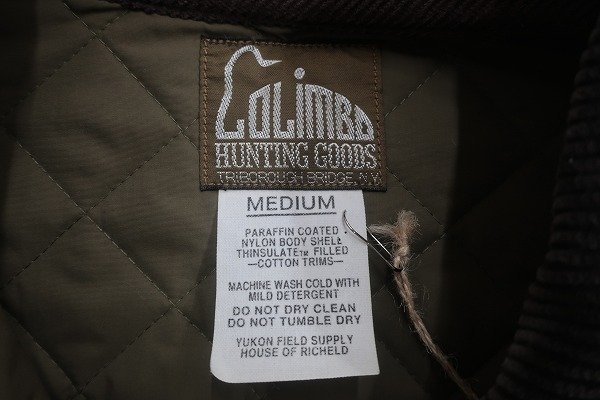 COLIMBO
HUNTING GOODS
TRIBOROUGH BRIDGE, N.Y.
MEDIUM
PARAFFIN COATED
NYLON BODY SHELL
THINSULATE™ FILLED
—COTTON TRIMS—
MACHINE WASH COLD WITH
MILD DETERGENT
DO NOT DRY CLEAN
DO NOT TUMBLE DRY
YUKON FIELD SUPPLY
HOUSE OF RICHELD